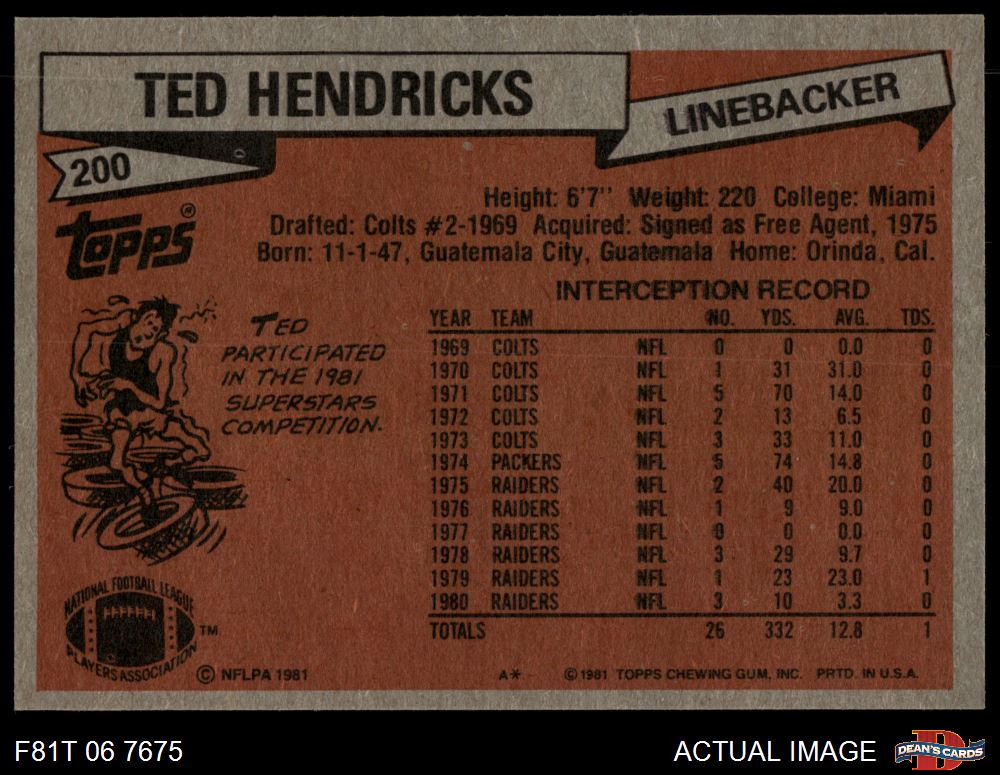 TED HENDRICKS
LINEBACKER
200
topps®
Height: 6'7'' Weight: 220 College: Miami
Drafted: Colts #2-1969 Acquired: Signed as Free Agent, 1975
Born: 11-1-47, Guatemala City, Guatemala Home: Orinda, Cal.
TED
PARTICIPATED
IN THE 1981
SUPERSTARS
COMPETITION.
INTERCEPTION RECORD
YEAR TEAM NO. YDS. AVG. TDS.
1969 COLTS NFL 0 0 0.0 0
1970 COLTS NFL 1 31 31.0 0
1971 COLTS NFL 5 70 14.0 0
1972 COLTS NFL 2 13 6.5 0
1973 COLTS NFL 3 33 11.0 0
1974 PACKERS NFL 5 74 14.8 0
1975 RAIDERS NFL 2 40 20.0 0
1976 RAIDERS NFL 1 9 9.0 0
1977 RAIDERS NFL 0 0 0.0 0
1978 RAIDERS NFL 3 29 9.7 0
1979 RAIDERS NFL 1 23 23.0 1
1980 RAIDERS NFL 3 10 3.3 0
TOTALS 26 332 12.8 1
NATIONAL FOOTBALL LEAGUE
PLAYERS ASSOCIATION
TM
© NFLPA 1981
A* © 1981 TOPPS CHEWING GUM, INC. PRTD. IN U.S.A.
F81T 06 7675
ACTUAL IMAGE
D
DEAN'S CARDS